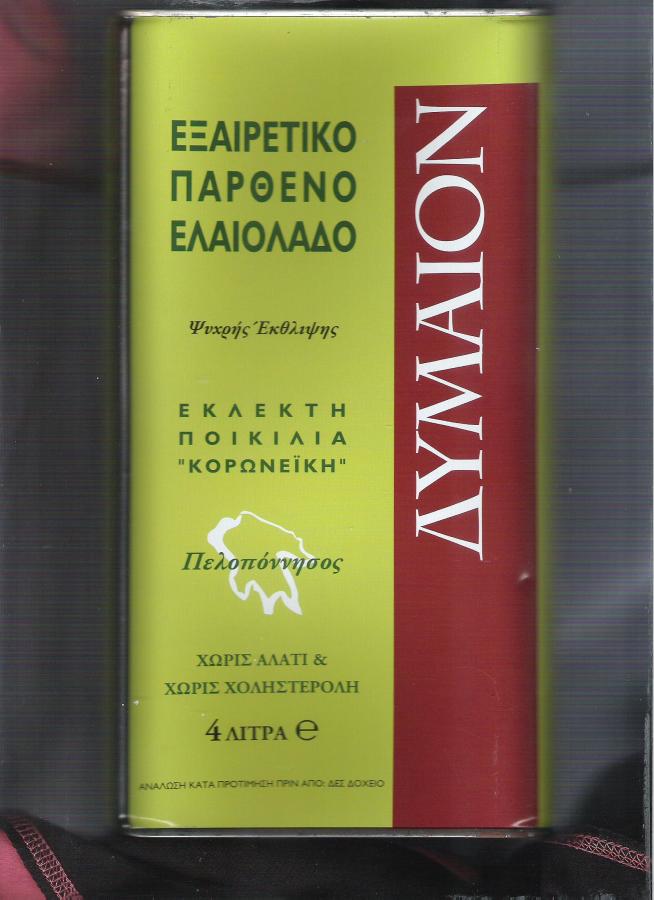 ΕΞΑΙΡΕΤΙΚΟ
ΠΑΡΘΕΝΟ
ΕΛΑΙΟΛΑΔΟ
Ψυχρής Έκθλιψης
ΕΚΛΕΚΤΗ
ΠΟΙΚΙΛΙΑ
"ΚΟΡΩΝΕΪΚΗ"
Πελοπόννησος
ΧΩΡΙΣ ΑΛΑΤΙ &
ΧΩΡΙΣ ΧΟΛΗΣΤΕΡΟΛΗ
4 ΛΙΤΡΑ ℮
ΑΝΑΛΩΣΗ ΚΑΤΑ ΠΡΟΤΙΜΗΣΗ ΠΡΙΝ ΑΠΟ: ΔΕΣ ΔΟΧΕΙΟ
ΔΥΜΑΙΟΝ